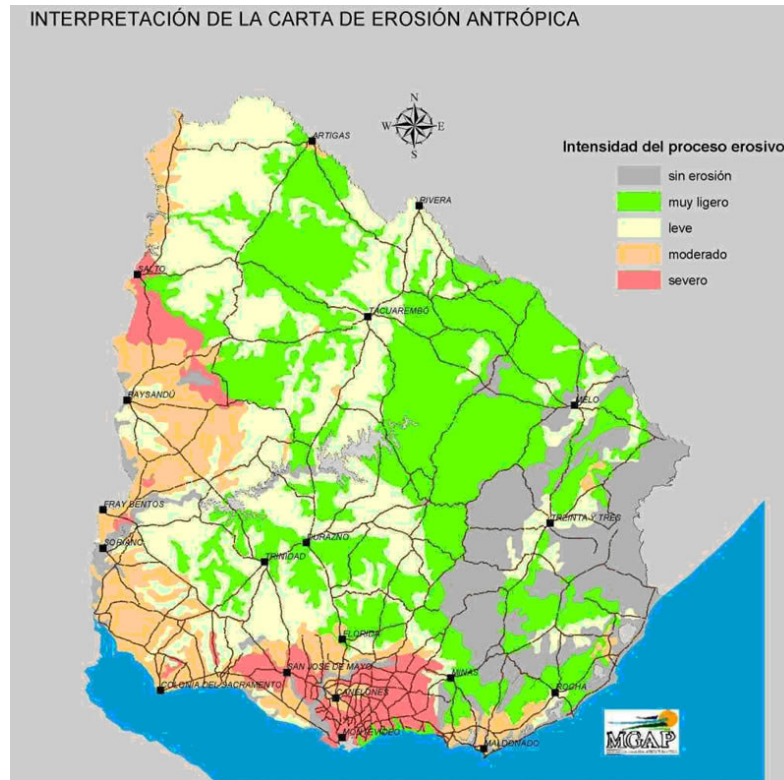 INTERPRETACIÓN DE LA CARTA DE EROSIÓN ANTRÓPICA
N
W
E
S
Intensidad del proceso erosivo
sin erosión
muy ligero
leve
moderado
severo
ARTIGAS
RIVERA
SALTO
TACUAREMBÓ
PAYSANDÚ
MELO
FRAY BENTOS
TREINTA Y TRES
SORIANO
DURAZNO
TRINIDAD
FLORIDA
SAN JOSE DE MAYO
MINAS
COLONIA DEL SACRAMENTO
CANELONES
ROCHA
MONTEVIDEO
MALDONADO
MGAP